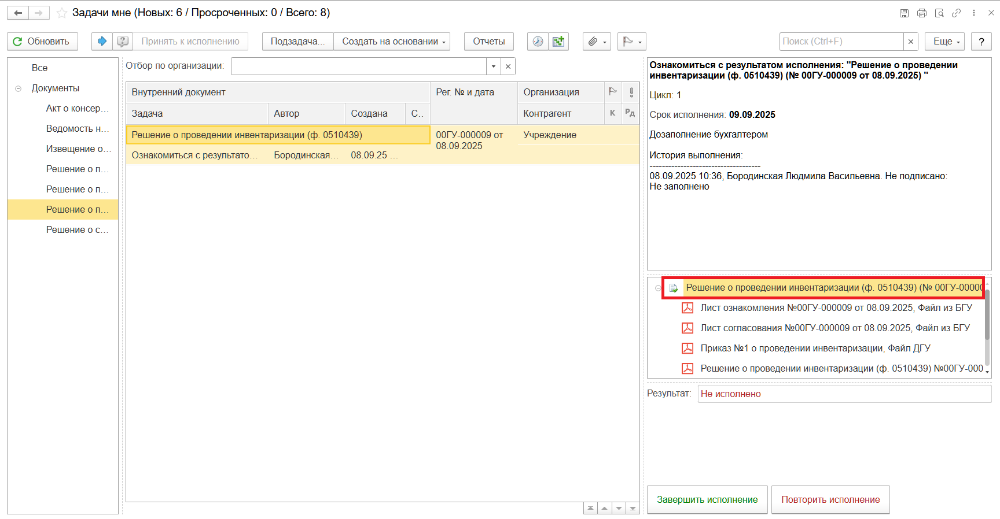 Задачи мне (Новых: 6 / Просроченных: 0 / Всего: 8)
Обновить
Принять к исполнению
Подзадача...
Создать на основании
Отчеты
Поиск (Ctrl+F)
Еще
?
Все
Документы
Акт о консер...
Ведомость н...
Извещение о...
Решение о п...
Решение о п...
Решение о п...
Решение о с...
Отбор по организации:
Внутренний документ
Рег. № и дата
Организация
Задача
Автор
Создана
С..
Контрагент
К
Рд
Решение о проведении инвентаризации (ф. 0510439)
00ГУ-000009 от
08.09.2025
Учреждение
Ознакомиться с результато...
Бородинская...
08.09.25 ...
Ознакомиться с результатом исполнения: "Решение о проведении
инвентаризации (ф. 0510439) (№ 00ГУ-000009 от 08.09.2025) "
Цикл: 1
Срок исполнения: 09.09.2025
Дозаполнение бухгалтером
История выполнения:
------------------------------------
08.09.2025 10:36, Бородинская Людмила Васильевна. Не подписано:
Не заполнено
Решение о проведении инвентаризации (ф. 0510439) (№ 00ГУ-00000
Лист ознакомления №00ГУ-000009 от 08.09.2025, Файл из БГУ
Лист согласования №00ГУ-000009 от 08.09.2025, Файл из БГУ
Приказ №1 о проведении инвентаризации, Файл ДГУ
Решение о проведении инвентаризации (ф. 0510439) №00ГУ-000
Результат:
Не исполнено
Завершить исполнение
Повторить исполнение